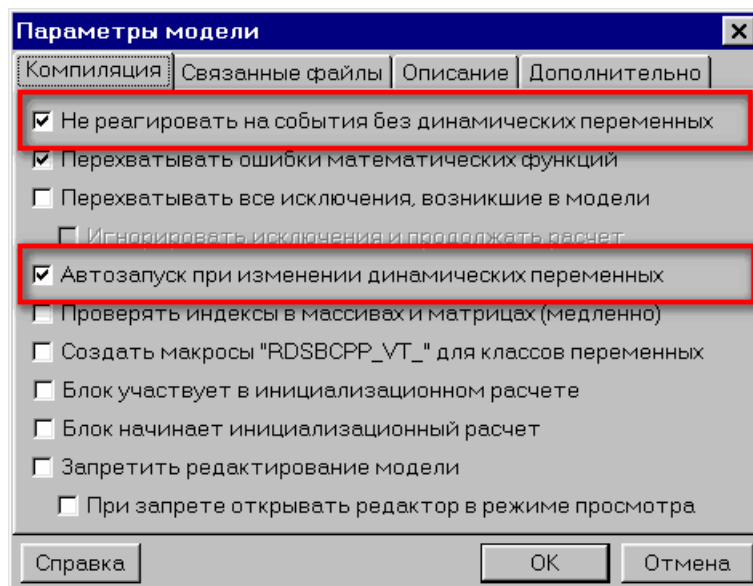 Параметры модели
Компиляция Связанные файлы Описание Дополнительно
Не реагировать на события без динамических переменных
Перехватывать ошибки математических функций
Перехватывать все исключения, возникшие в модели
Игнорировать исключения и продолжать расчет
Автозапуск при изменении динамических переменных
Проверять индексы в массивах и матрицах (медленно)
Создать макросы "RDSBCPP_VT_" для классов переменных
Блок участвует в инициализационном расчете
Блок начинает инициализационный расчет
Запретить редактирование модели
При запрете открывать редактор в режиме просмотра
Справка OK Отмена